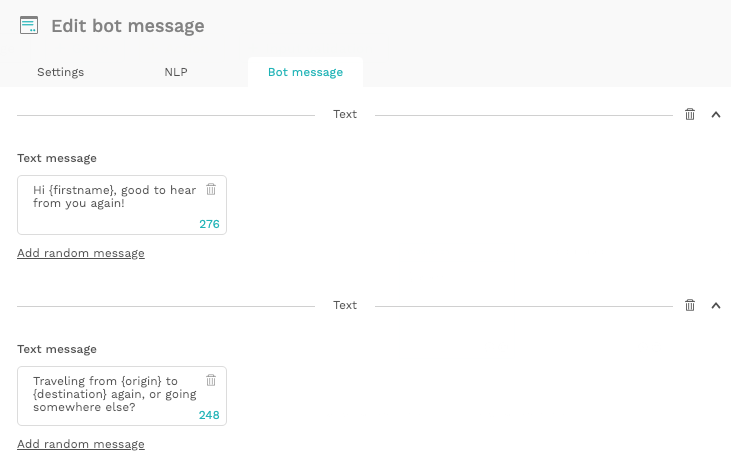 Edit bot message
Settings NLP Bot message
Text
Text message
Hi {firstname}, good to hear
from you again!
276
Add random message
Text
Text message
Traveling from {origin} to
{destination} again, or going
somewhere else?
248
Add random message